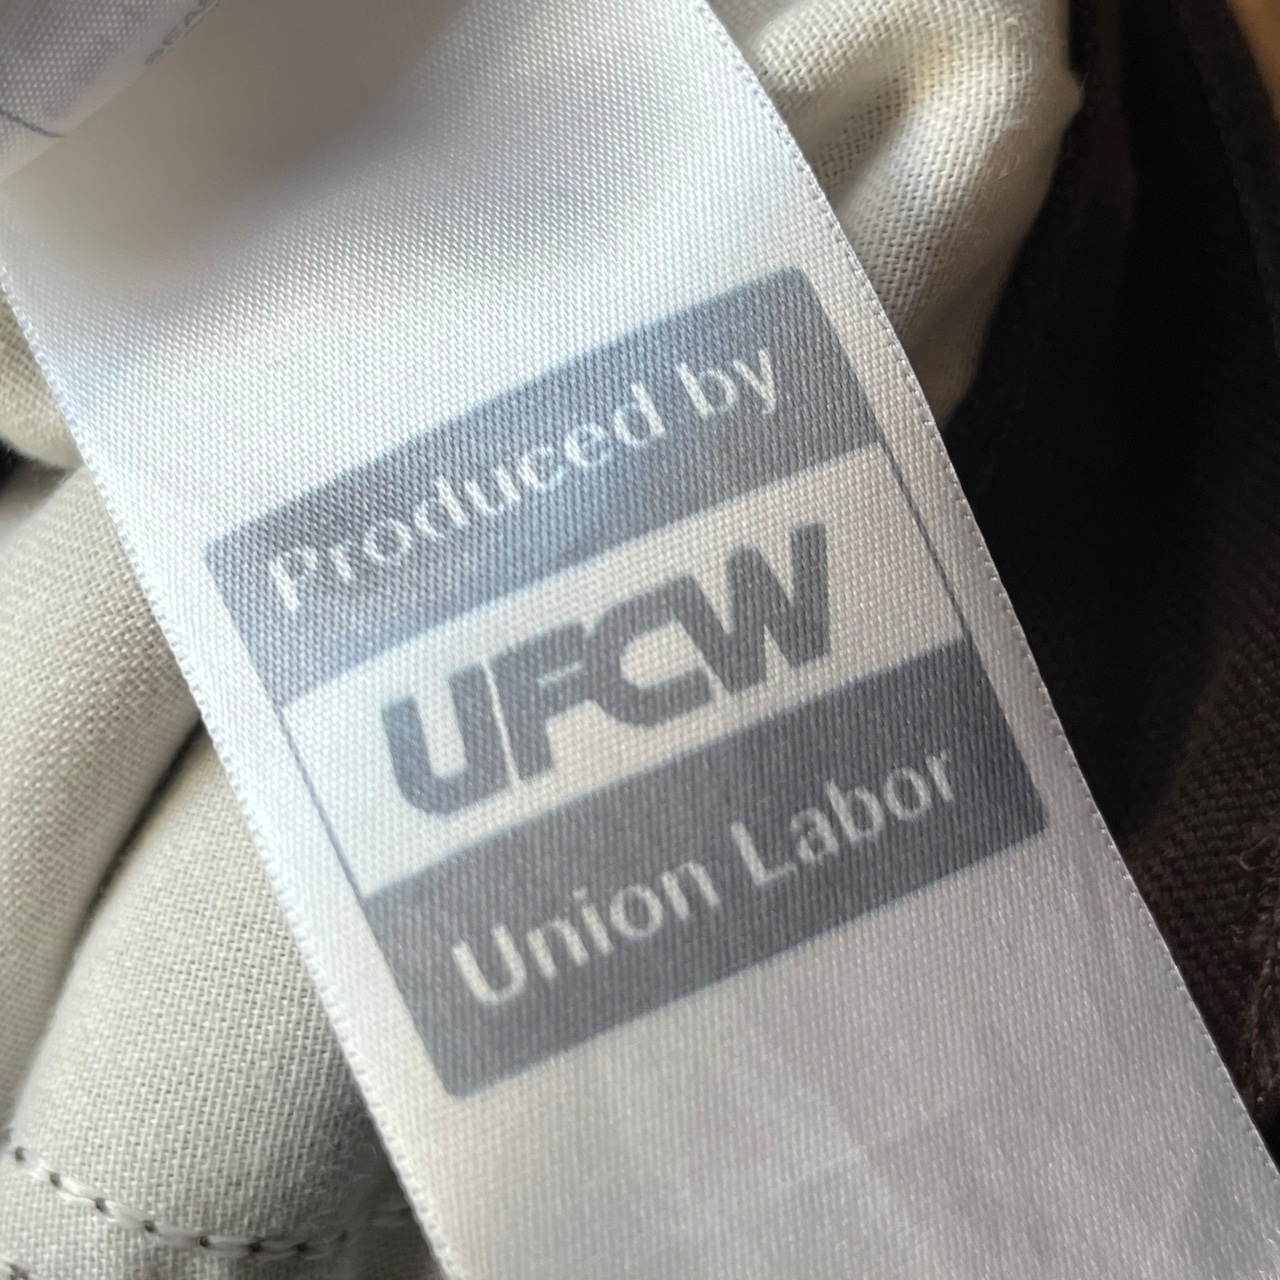 Produced by
UFCW
Union Labor